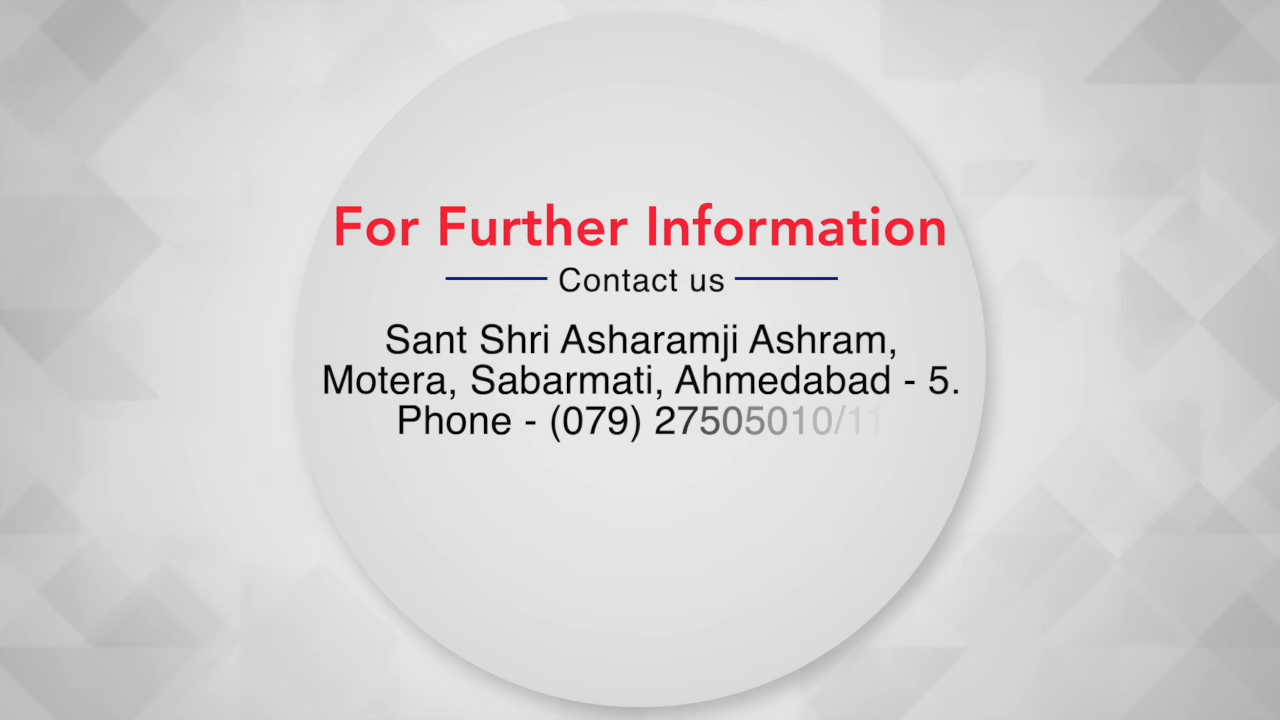 For Further Information
Contact us
Sant Shri Asharamji Ashram,
Motera, Sabarmati, Ahmedabad - 5.
Phone - (079) 27505010/11